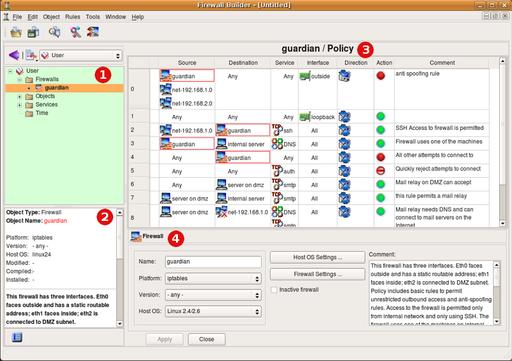 Firewall Builder - [Untitled]
File Edit Object Rules Tools Window Help
User
guardian / Policy
3
User
Firewalls
guardian
Objects
Services
Time
1
Source Destination Service Interface Direction Action Comment
0 guardian Any Any outside anti spoofing rule
net-192.168.1.0
net-192.168.2.0
1 Any Any Any loopback
2 net-192.168.1.0 guardian ssh All SSH Access to firewall is permitted
3 guardian internal server DNS All Firewall uses one of the machines
4 Any guardian Any All All other attempts to connect to
5 Any Any auth All Quickly reject attempts to connect
6 Any server on dmz smtp All Mail relay on DMZ can accept
7 server on dmz internal server smtp All this rule permits a mail relay
8 server on dmz net-192.168.1.0 DNS All Mail relay needs DNS and can
smtp connect to mail servers on the
Internet
Object Type: Firewall
Object Name: guardian
2
Platform: iptables
Version: - any -
Host OS: linux24
Modified: -
Compiled:-
Installed: -
This firewall has three interfaces. Eth0
faces outside and has a static routable
address; eth1 faces inside; eth2 is
connected to DMZ subnet.
Firewall
4
Name: guardian
Platform: iptables
Version: - any -
Host OS: Linux 2.4/2.6
Host OS Settings ...
Firewall Settings ...
Inactive firewall
Comment:
This firewall has three interfaces. Eth0 faces
outside and has a static routable address;
eth1 faces inside; eth2 is connected to DMZ
subnet.
Policy includes basic rules to permit
unrestricted outbound access and anti-spoofing
rules. Access to the firewall is permitted only
from internal network and only using SSH. The
firewall uses one of the machines on internal
Apply
Close